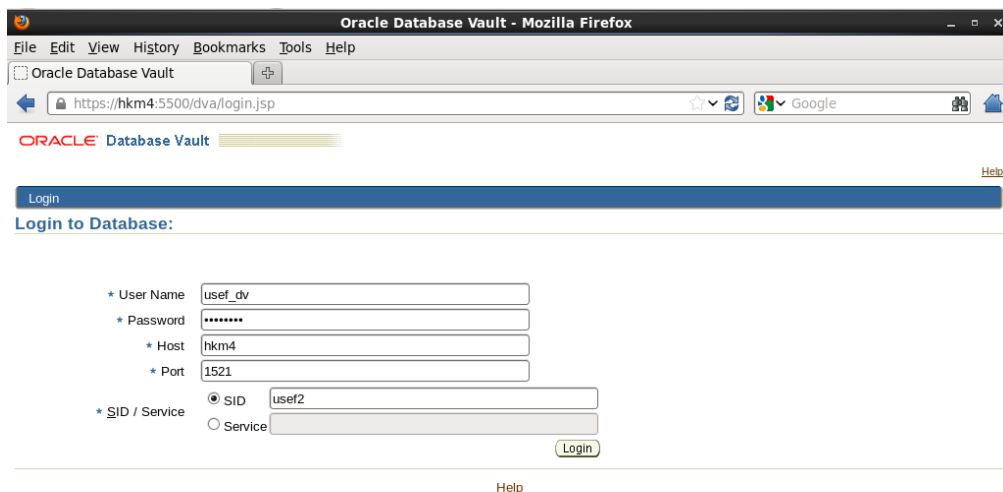 Oracle Database Vault - Mozilla Firefox
File Edit View History Bookmarks Tools Help
Oracle Database Vault
https://hkm4:5500/dva/login.jsp
Google
ORACLE Database Vault
Help
Login
Login to Database:
* User Name usef_dv
* Password ••••••••
* Host hkm4
* Port 1521
* SID / Service
SID usef2
Service
Login
Help